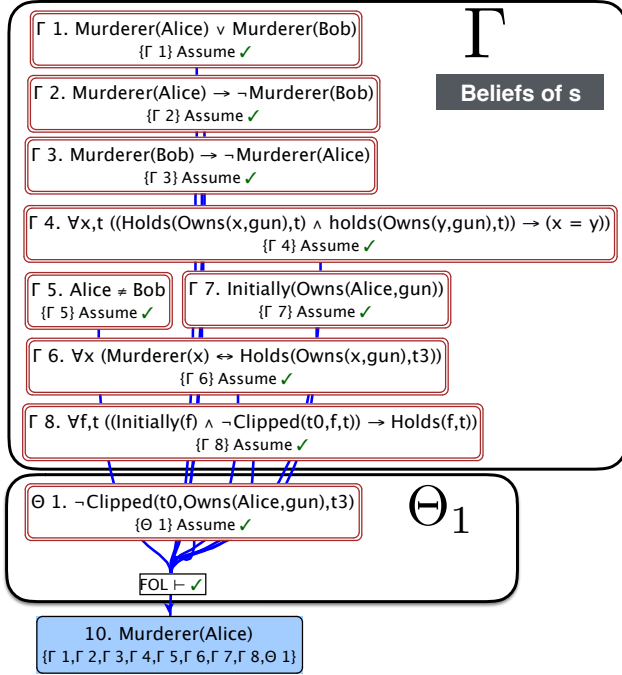 Γ 1. Murderer(Alice) ∨ Murderer(Bob)
{Γ 1} Assume ✓
Γ
Γ 2. Murderer(Alice) → ¬Murderer(Bob)
{Γ 2} Assume ✓
Beliefs of s
Γ 3. Murderer(Bob) → ¬Murderer(Alice)
{Γ 3} Assume ✓
Γ 4. ∀x,t ((Holds(Owns(x,gun),t) ∧ holds(Owns(y,gun),t)) → (x = y))
{Γ 4} Assume ✓
Γ 5. Alice ≠ Bob
{Γ 5} Assume ✓
Γ 7. Initially(Owns(Alice,gun))
{Γ 7} Assume ✓
Γ 6. ∀x (Murderer(x) ↔ Holds(Owns(x,gun),t3))
{Γ 6} Assume ✓
Γ 8. ∀f,t ((Initially(f) ∧ ¬Clipped(t0,f,t)) → Holds(f,t))
{Γ 8} Assume ✓
Θ 1. ¬Clipped(t0,Owns(Alice,gun),t3)
{Θ 1} Assume ✓
Θ1
FOL ⊢ ✓
10. Murderer(Alice)
{Γ 1,Γ 2,Γ 3,Γ 4,Γ 5,Γ 6,Γ 7,Γ 8,Θ 1}